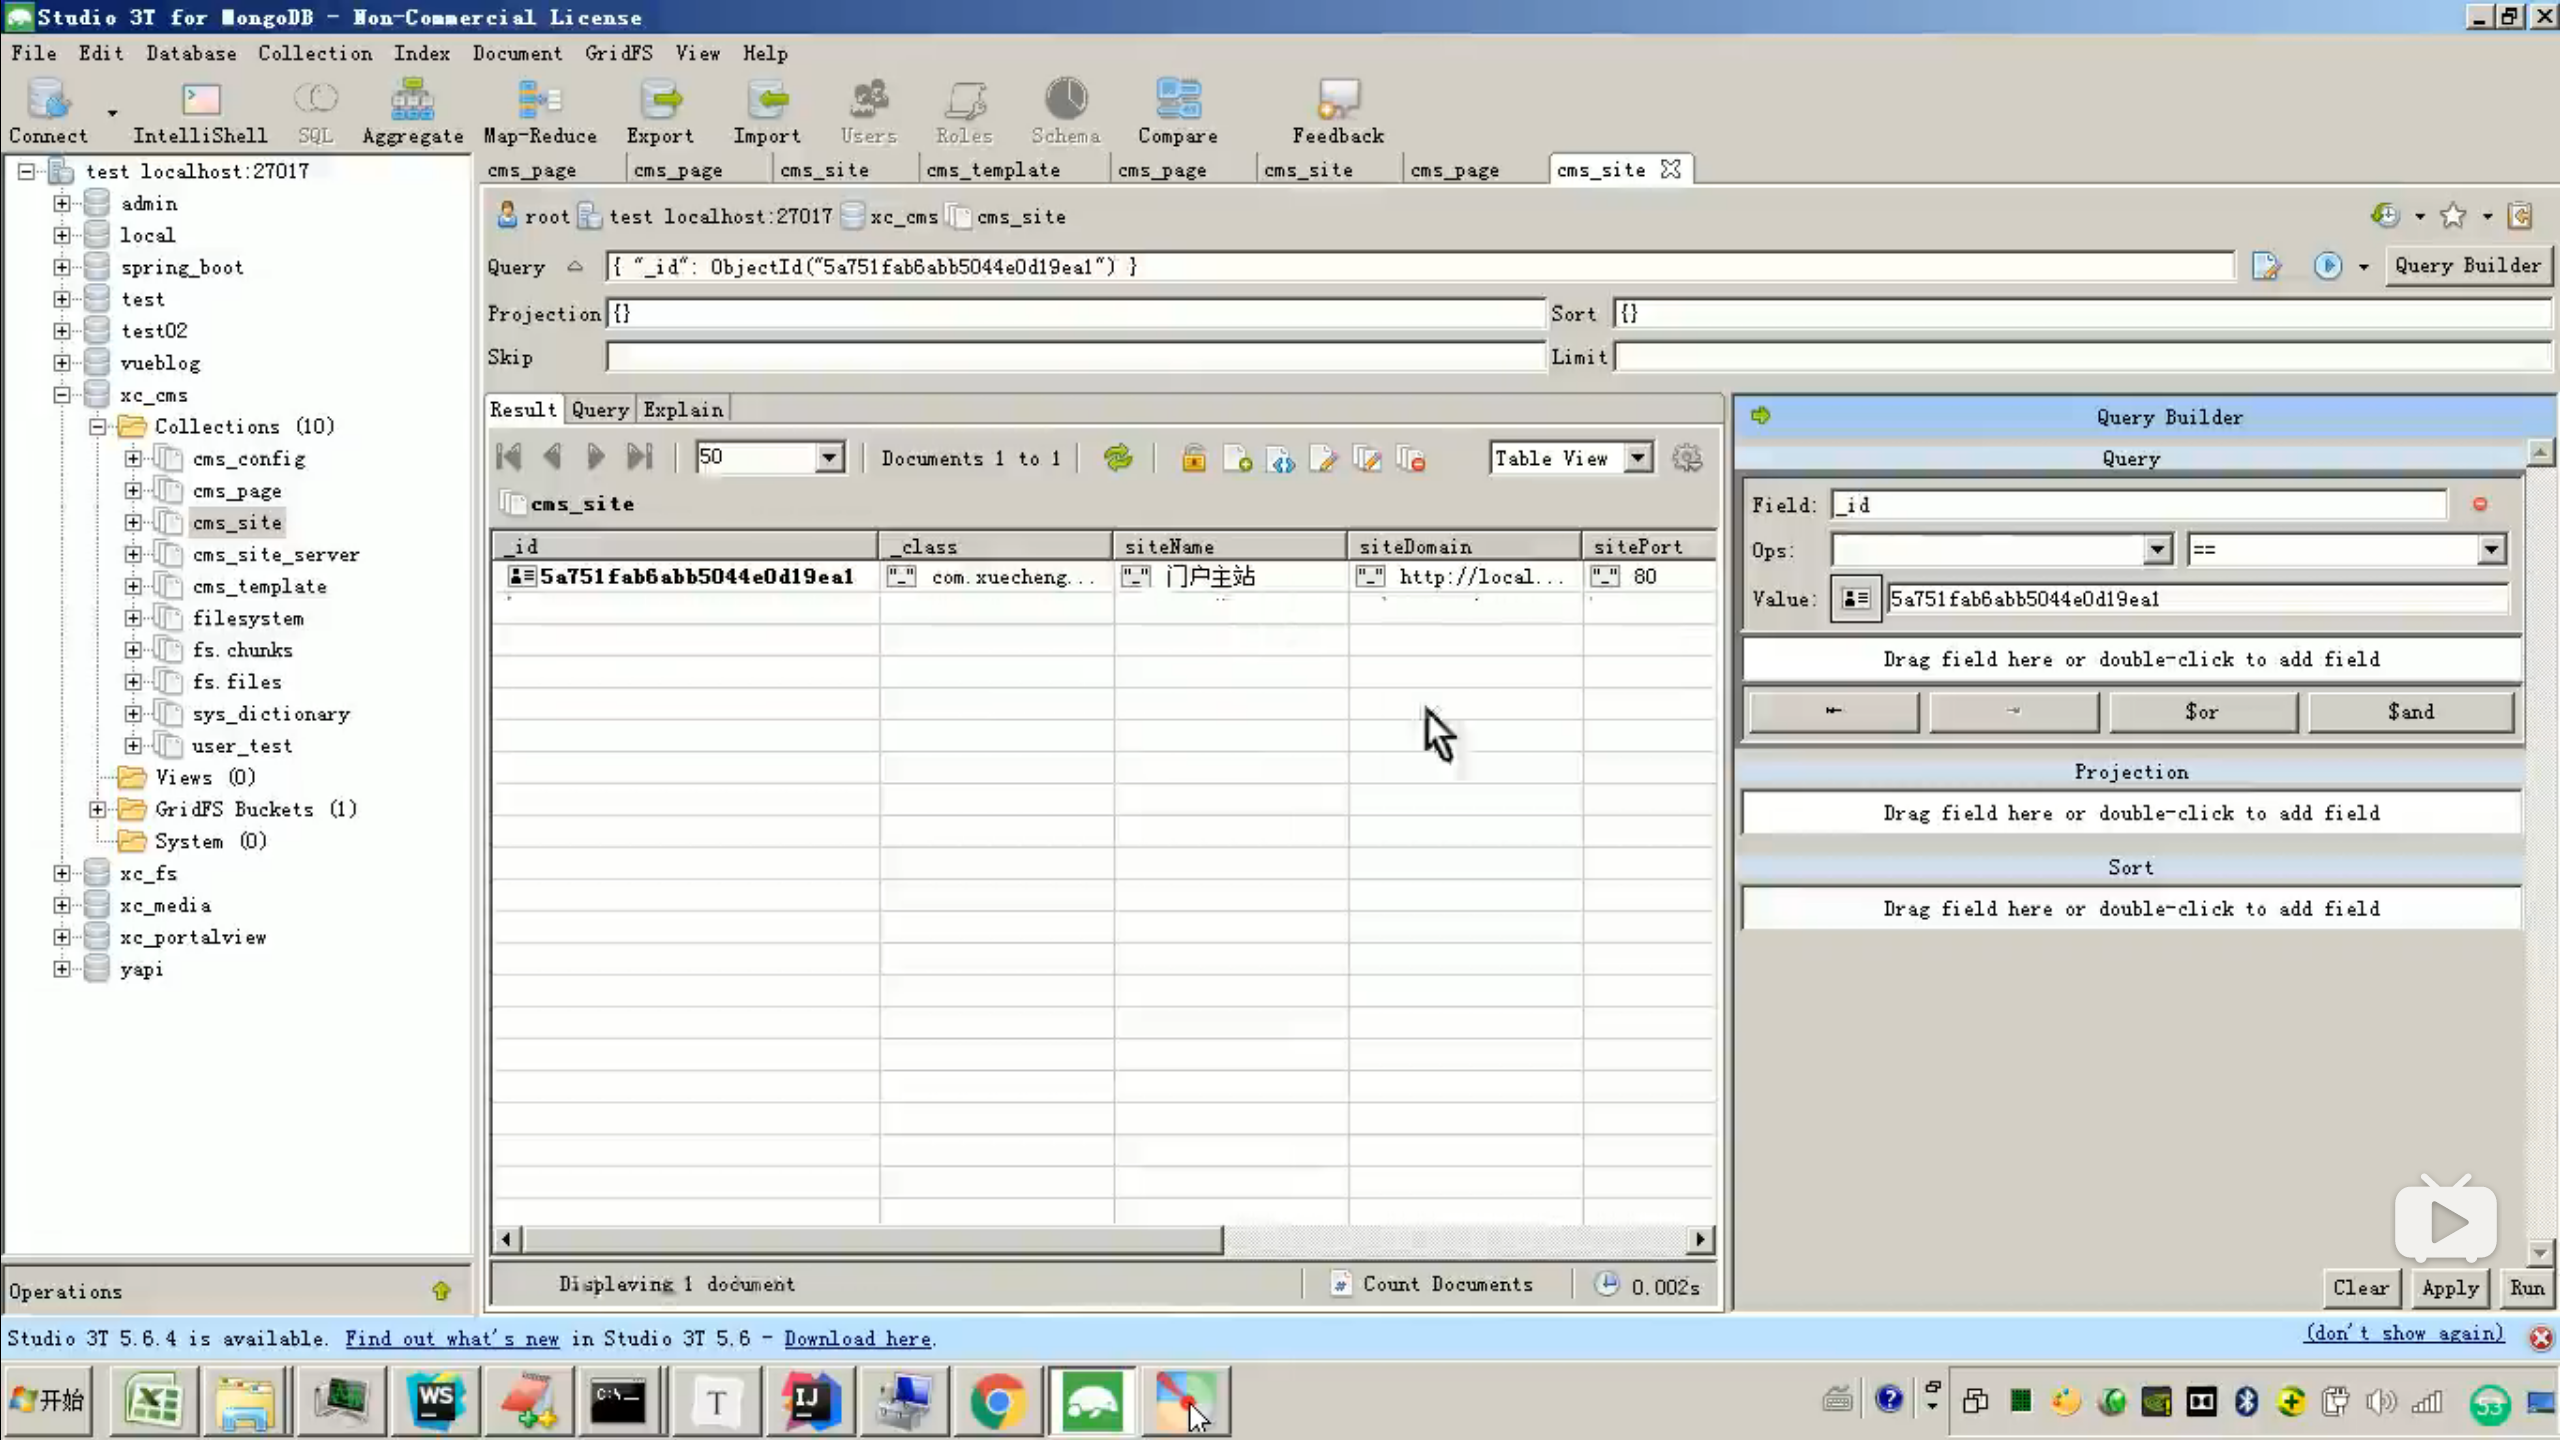 Studio 3T for MongoDB - Non-Commercial License
File Edit Database Collection Index Document GridFS View Help
Connect IntelliShell SQL Aggregate Map-Reduce Export Import Users Roles Schema Compare Feedback
test localhost:27017
admin
local
spring_boot
test
test02
vueblog
xc_cms
Collections (10)
cms_config
cms_page
cms_site
cms_site_server
cms_template
filesystem
fs.chunks
fs.files
sys_dictionary
user_test
Views (0)
GridFS Buckets (1)
System (0)
xc_fs
xc_media
xc_portalview
yapi
Operations
cms_page cms_page cms_site cms_template cms_page cms_site cms_page cms_site
root test localhost:27017 xc_cms cms_site
Query { "_id": ObjectId("5a751fab6abb5044e0d19ea1") } Query Builder
Projection {} Sort {}
Skip Limit
Result Query Explain
50 Documents 1 to 1 Table View
cms_site
_id _class siteName siteDomain sitePort
5a751fab6abb5044e0d19ea1 "_" com.xuecheng... "_" 门户主站 "_" http://local... "_" 80
Displaying 1 document Count Documents 0.002s
Query Builder
Query
Field: _id
Ops: ==
Value: 5a751fab6abb5044e0d19ea1
Drag field here or double-click to add field
$or $and
Projection
Drag field here or double-click to add field
Sort
Drag field here or double-click to add field
Clear Apply Run
Studio 3T 5.6.4 is available. Find out what's new in Studio 3T 5.6 - Download here. (don't show again)
开始 WS C:\ T IJ 53